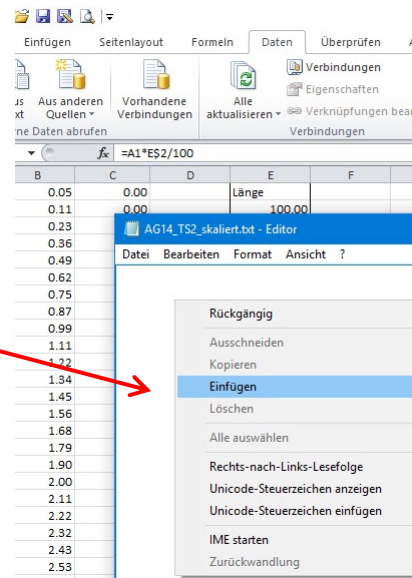 Einfügen Seitenlayout Formeln Daten Überprüfen
Aus anderen Quellen
Vorhandene Verbindungen
Alle aktualisieren
Verbindungen
Eigenschaften
Verknüpfungen bear
ne Daten abrufen Verbindungen
fx =A1*E$2/100
B C D E F
0.05 0.00 Länge
0.11 0.00 100.00
0.23
0.36
0.49
0.62
0.75
0.87
0.99
1.11
1.22
1.34
1.45
1.56
1.68
1.79
1.90
2.00
2.11
2.22
2.32
2.43
2.53
AG14_TS2_skaliert.txt - Editor
Datei Bearbeiten Format Ansicht ?
Rückgängig
Ausschneiden
Kopieren
Einfügen
Löschen
Alle auswählen
Rechts-nach-Links-Lesefolge
Unicode-Steuerzeichen anzeigen
Unicode-Steuerzeichen einfügen
IME starten
Zurückwandlung